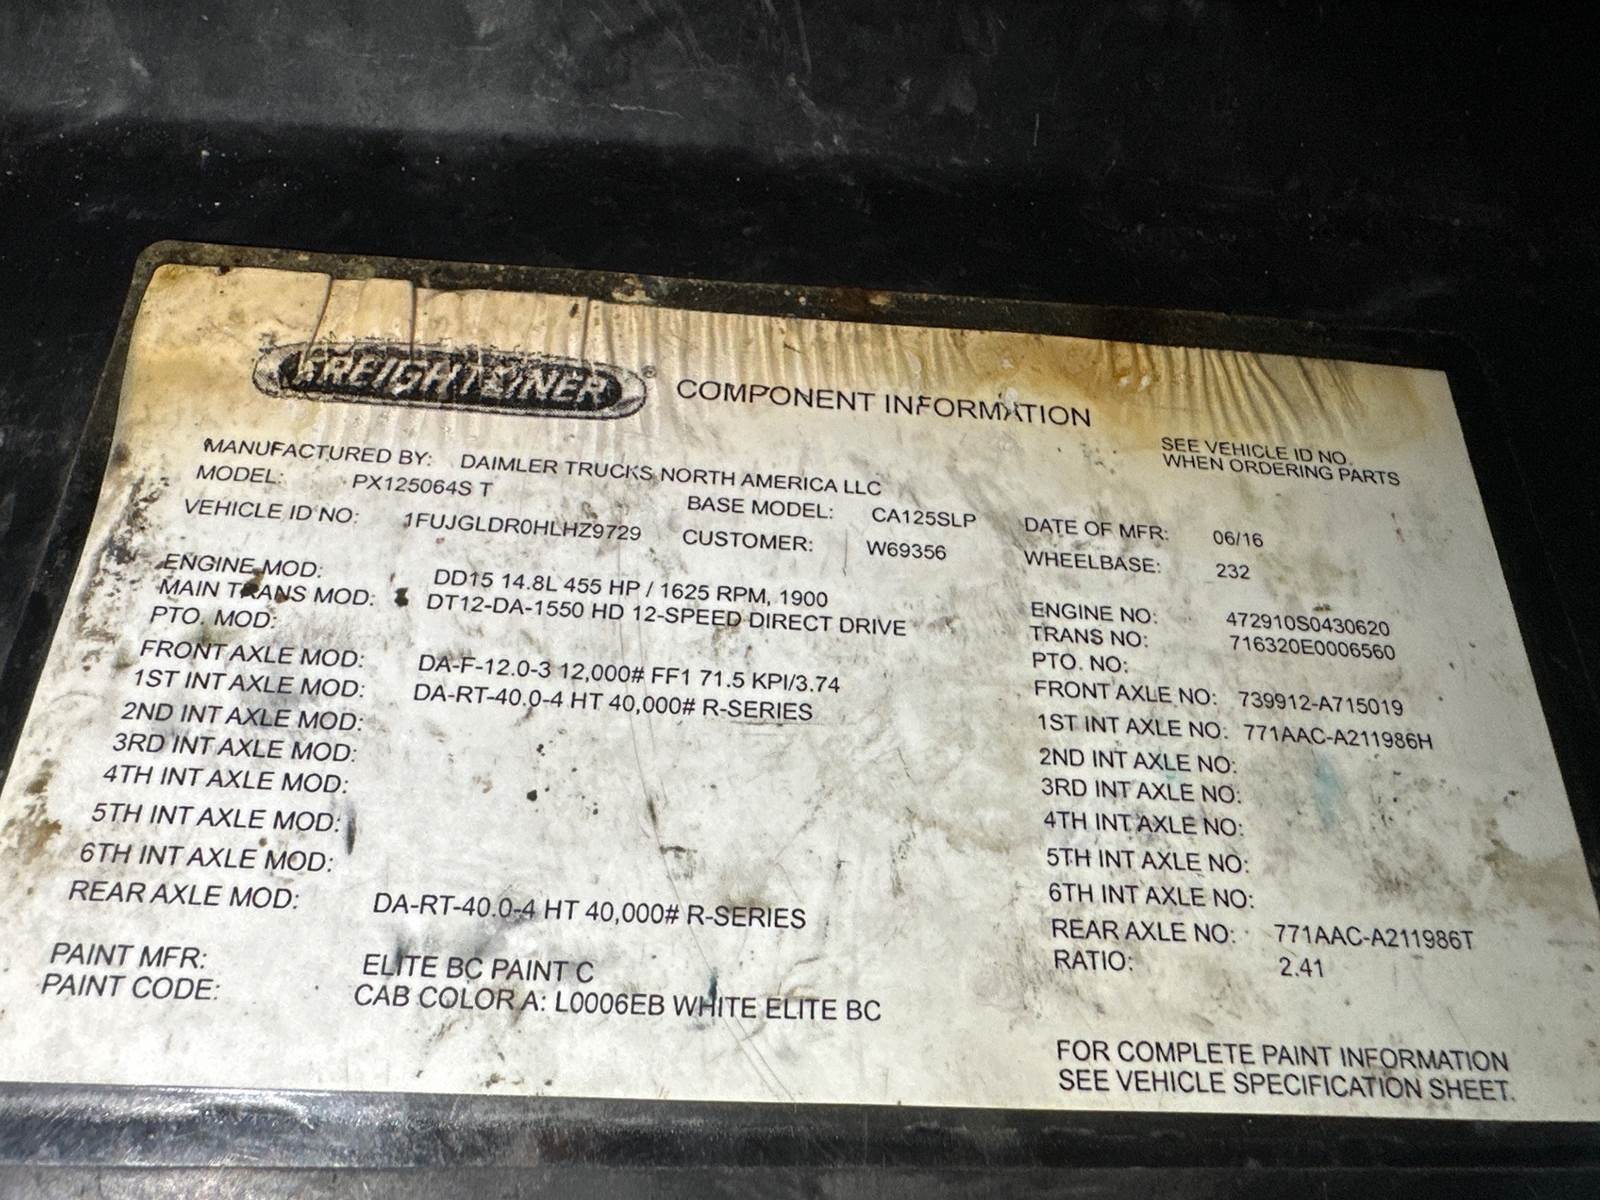 FREIGHTLINER® COMPONENT INFORMATION
SEE VEHICLE ID NO.
WHEN ORDERING PARTS
MANUFACTURED BY: DAIMLER TRUCKS NORTH AMERICA LLC
MODEL: PX125064S T BASE MODEL: CA125SLP DATE OF MFR: 06/16
VEHICLE ID NO: 1FUJGLDR0HLHZ9729 CUSTOMER: W69356 WHEELBASE: 232
ENGINE MOD: DD15 14.8L 455 HP / 1625 RPM, 1900 ENGINE NO: 472910S0430620
MAIN TRANS MOD: DT12-DA-1550 HD 12-SPEED DIRECT DRIVE TRANS NO: 716320E0006560
PTO. MOD: PTO. NO:
FRONT AXLE MOD: DA-F-12.0-3 12,000# FF1 71.5 KPI/3.74 FRONT AXLE NO: 739912-A715019
1ST INT AXLE MOD: DA-RT-40.0-4 HT 40,000# R-SERIES 1ST INT AXLE NO: 771AAC-A211986H
2ND INT AXLE MOD: 2ND INT AXLE NO:
3RD INT AXLE MOD: 3RD INT AXLE NO:
4TH INT AXLE MOD: 4TH INT AXLE NO:
5TH INT AXLE MOD: 5TH INT AXLE NO:
6TH INT AXLE MOD: 6TH INT AXLE NO:
REAR AXLE MOD: DA-RT-40.0-4 HT 40,000# R-SERIES REAR AXLE NO: 771AAC-A211986T
RATIO: 2.41
PAINT MFR: ELITE BC PAINT C
PAINT CODE: CAB COLOR A: L0006EB WHITE ELITE BC
FOR COMPLETE PAINT INFORMATION
SEE VEHICLE SPECIFICATION SHEET.